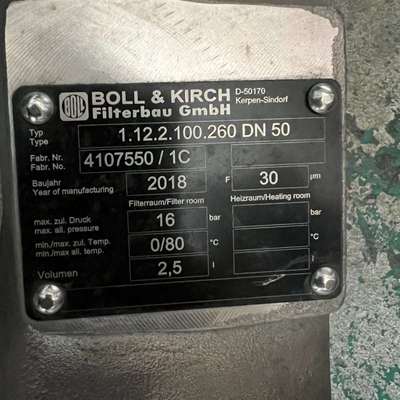 BOLL BOLL & KIRCH D-50170
Filterbau GmbH Kerpen-Sindorf
Typ
Type 1.12.2.100.260 DN 50
Fabr. Nr.
Fabr. No. 4107550 / 1C
Baujahr
Year of manufacturing 2018 F 30 µm
Filterraum/Filter room Heizraum/Heating room
max. zul. Druck
max. all. pressure 16 bar bar
min./max. zul. Temp.
min./max. all. temp. 0/80 °C °C
Volumen 2,5 l l